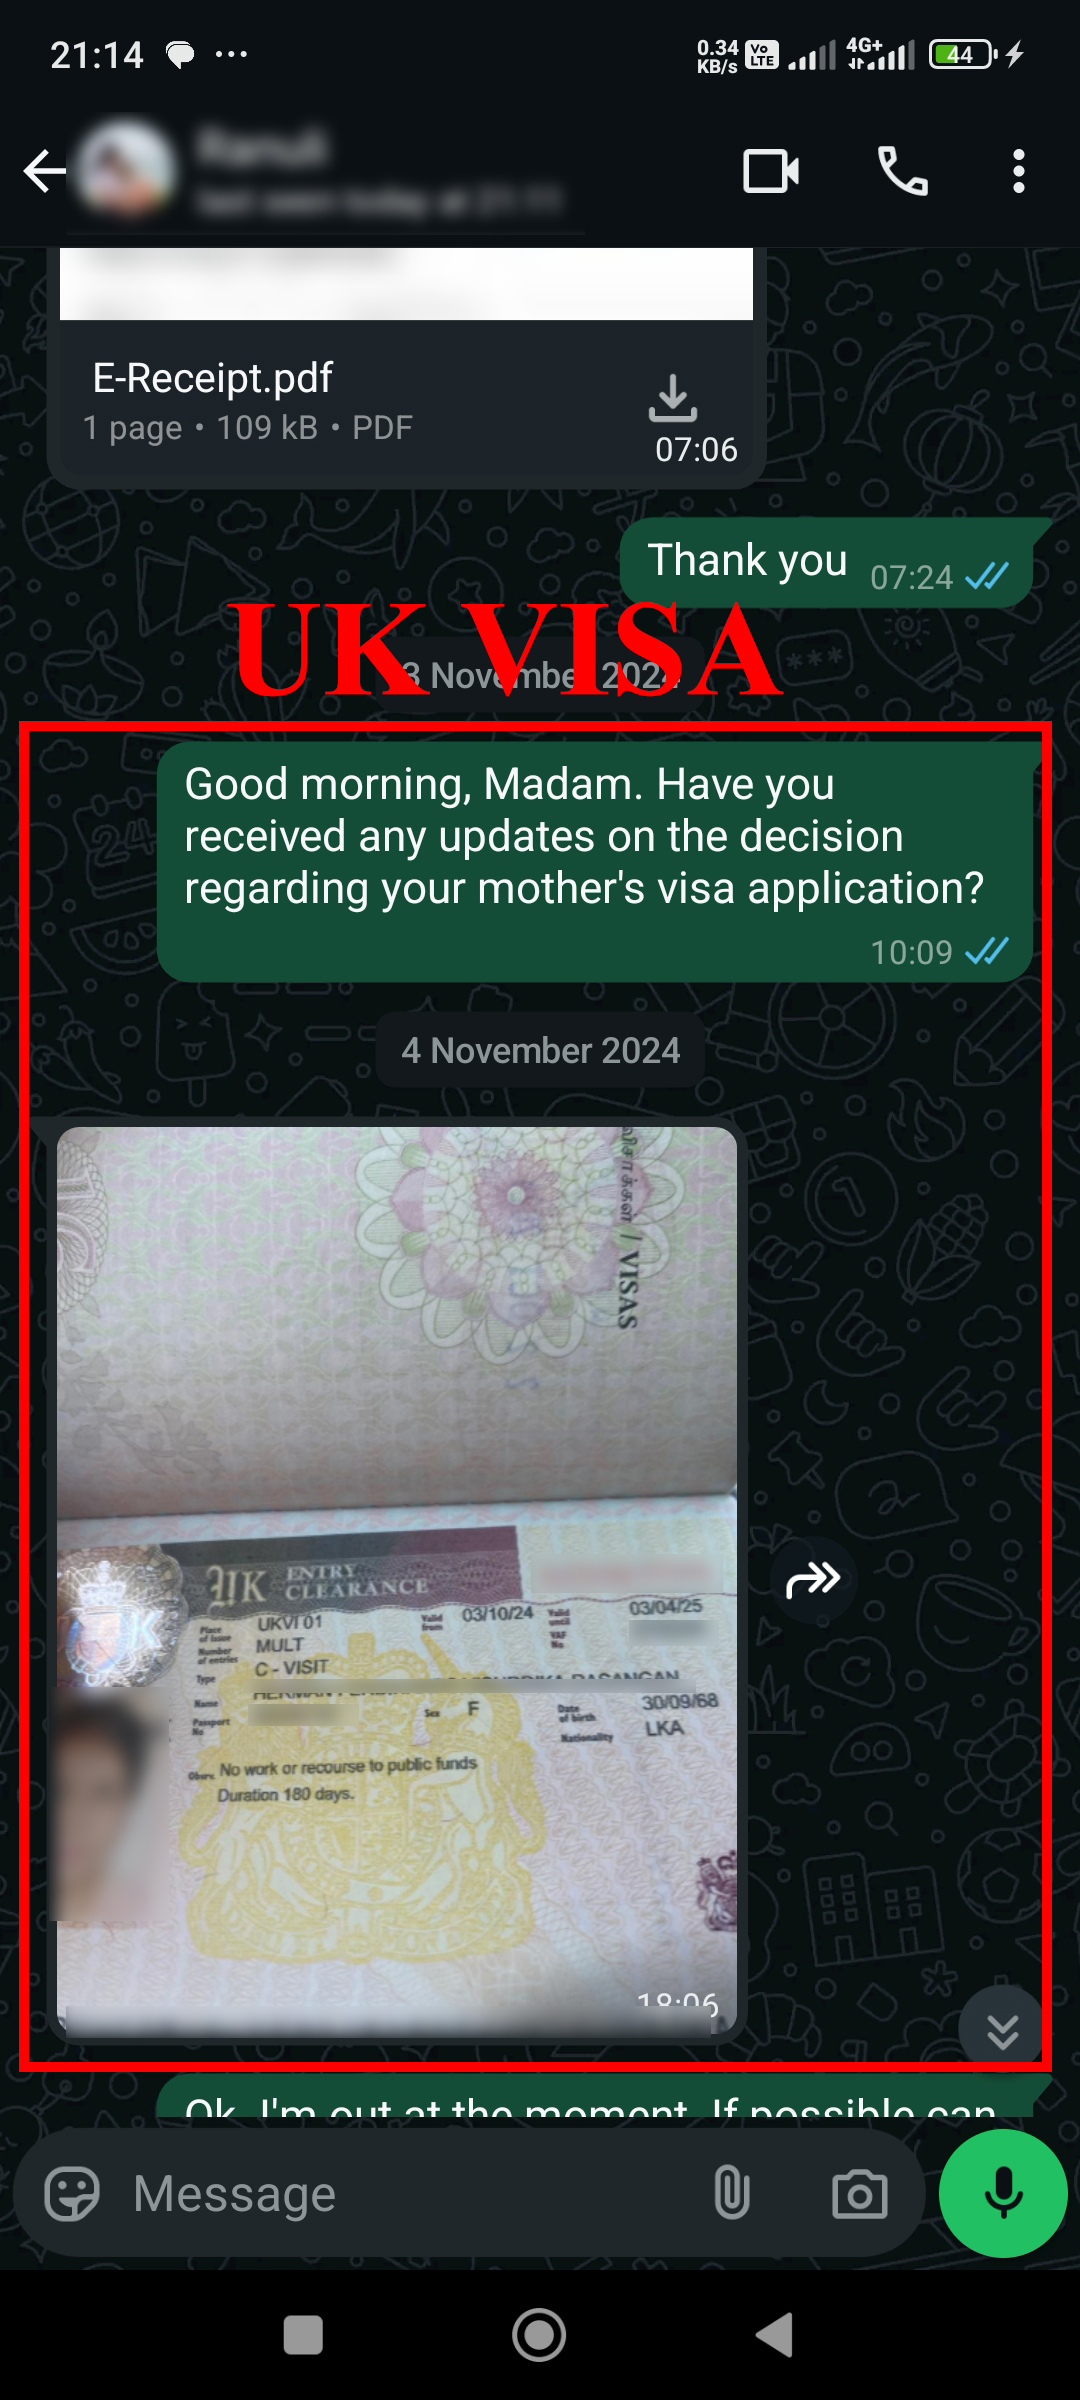 21:14
0.34 KB/s Vo LTE 4G+ 44
E-Receipt.pdf
1 page • 109 kB • PDF
07:06
Thank you 07:24
UK VISA
3 November 2024
Good morning, Madam. Have you
received any updates on the decision
regarding your mother's visa application?
10:09
4 November 2024
/ VISAS
UK ENTRY CLEARANCE
Place of Issue UKVI 01 Valid from 03/10/24 Valid until 03/04/25
Number of entries MULT VAF No
Type C - VISIT
Name
Passport No Sex F Date of birth 30/09/68
Nationality LKA
Obsrv. No work or recourse to public funds
Duration 180 days.
18:06
Ok. I'm out at the moment. If possible can
Message